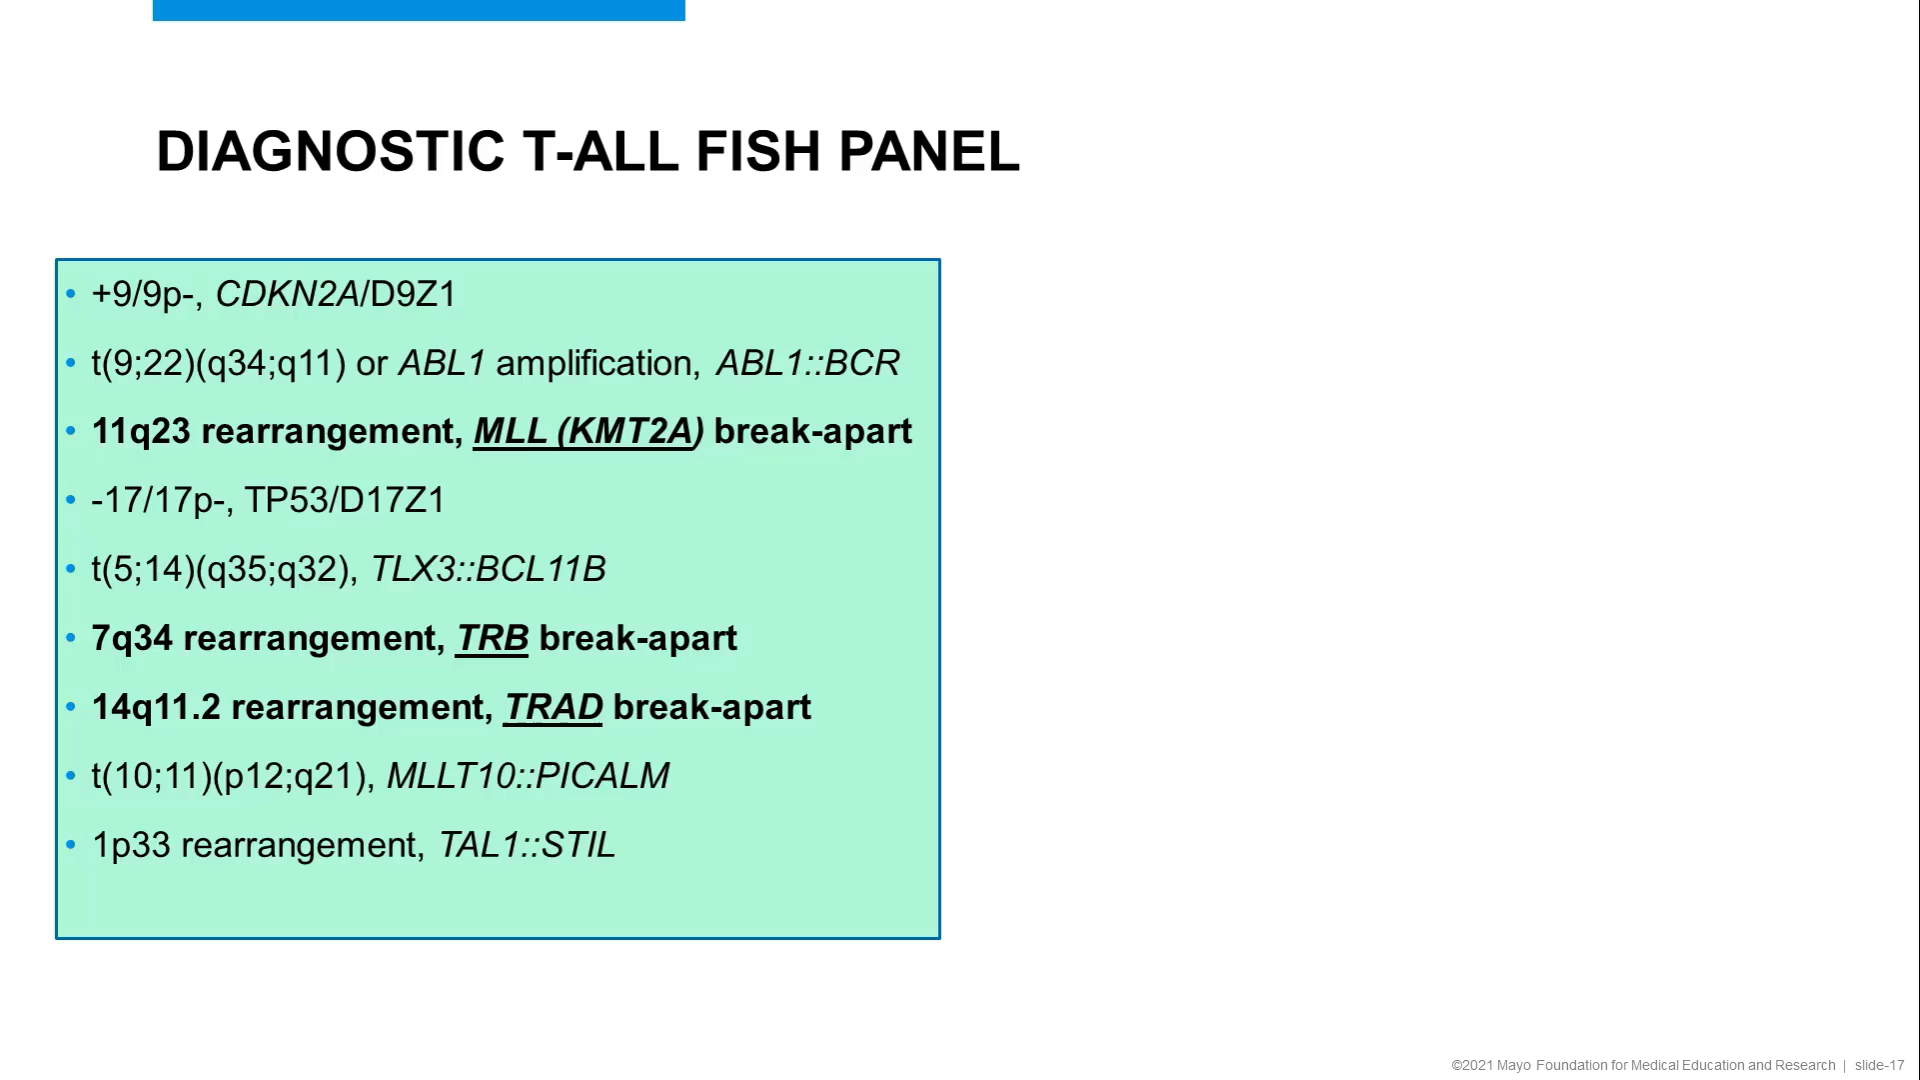 DIAGNOSTIC T-ALL FISH PANEL
• +9/9p-, CDKN2A/D9Z1
• t(9;22)(q34;q11) or ABL1 amplification, ABL1::BCR
• 11q23 rearrangement, MLL (KMT2A) break-apart
• -17/17p-, TP53/D17Z1
• t(5;14)(q35;q32), TLX3::BCL11B
• 7q34 rearrangement, TRB break-apart
• 14q11.2 rearrangement, TRAD break-apart
• t(10;11)(p12;q21), MLLT10::PICALM
• 1p33 rearrangement, TAL1::STIL
©2021 Mayo Foundation for Medical Education and Research | slide-17